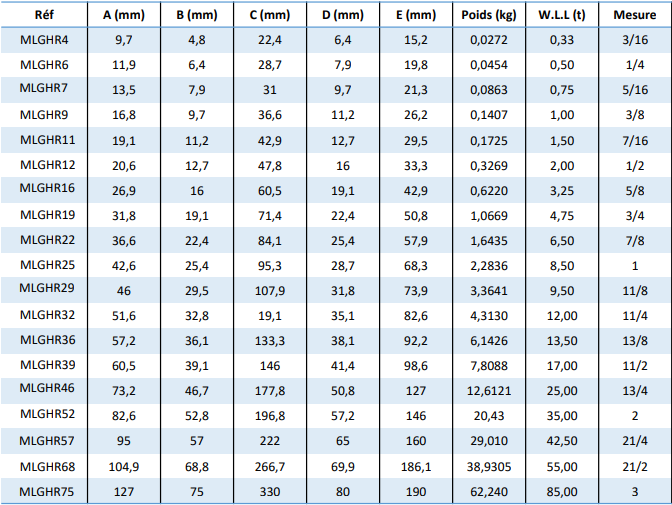 Réf A (mm) B (mm) C (mm) D (mm) E (mm) Poids (kg) W.L.L (t) Mesure
MLGHR4 9,7 4,8 22,4 6,4 15,2 0,0272 0,33 3/16
MLGHR6 11,9 6,4 28,7 7,9 19,8 0,0454 0,50 1/4
MLGHR7 13,5 7,9 31 9,7 21,3 0,0863 0,75 5/16
MLGHR9 16,8 9,7 36,6 11,2 26,2 0,1407 1,00 3/8
MLGHR11 19,1 11,2 42,9 12,7 29,5 0,1725 1,50 7/16
MLGHR12 20,6 12,7 47,8 16 33,3 0,3269 2,00 1/2
MLGHR16 26,9 16 60,5 19,1 42,9 0,6220 3,25 5/8
MLGHR19 31,8 19,1 71,4 22,4 50,8 1,0669 4,75 3/4
MLGHR22 36,6 22,4 84,1 25,4 57,9 1,6435 6,50 7/8
MLGHR25 42,6 25,4 95,3 28,7 68,3 2,2836 8,50 1
MLGHR29 46 29,5 107,9 31,8 73,9 3,3641 9,50 11/8
MLGHR32 51,6 32,8 19,1 35,1 82,6 4,3130 12,00 11/4
MLGHR36 57,2 36,1 133,3 38,1 92,2 6,1426 13,50 13/8
MLGHR39 60,5 39,1 146 41,4 98,6 7,8088 17,00 11/2
MLGHR46 73,2 46,7 177,8 50,8 127 12,6121 25,00 13/4
MLGHR52 82,6 52,8 196,8 57,2 146 20,43 35,00 2
MLGHR57 95 57 222 65 160 29,010 42,50 21/4
MLGHR68 104,9 68,8 266,7 69,9 186,1 38,9305 55,00 21/2
MLGHR75 127 75 330 80 190 62,240 85,00 3